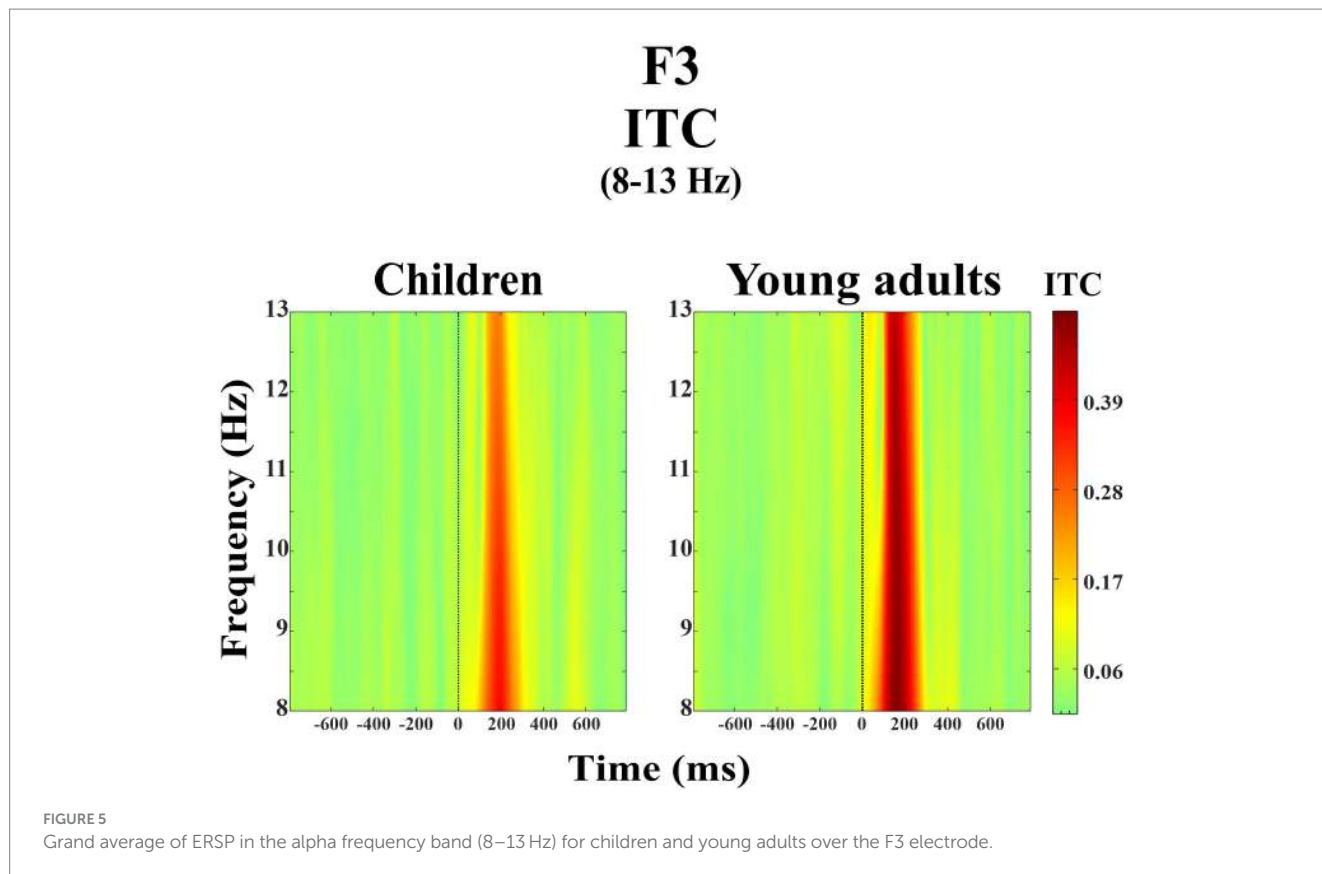 F3
ITC
(8-13 Hz)
Children
Young adults
ITC
Frequency (Hz)
13
12
11
10
9
8
-600 -400 -200 0 200 400 600
13
12
11
10
9
8
-600 -400 -200 0 200 400 600
0.39
0.28
0.17
0.06
Time (ms)
FIGURE 5
Grand average of ERSP in the alpha frequency band (8–13 Hz) for children and young adults over the F3 electrode.